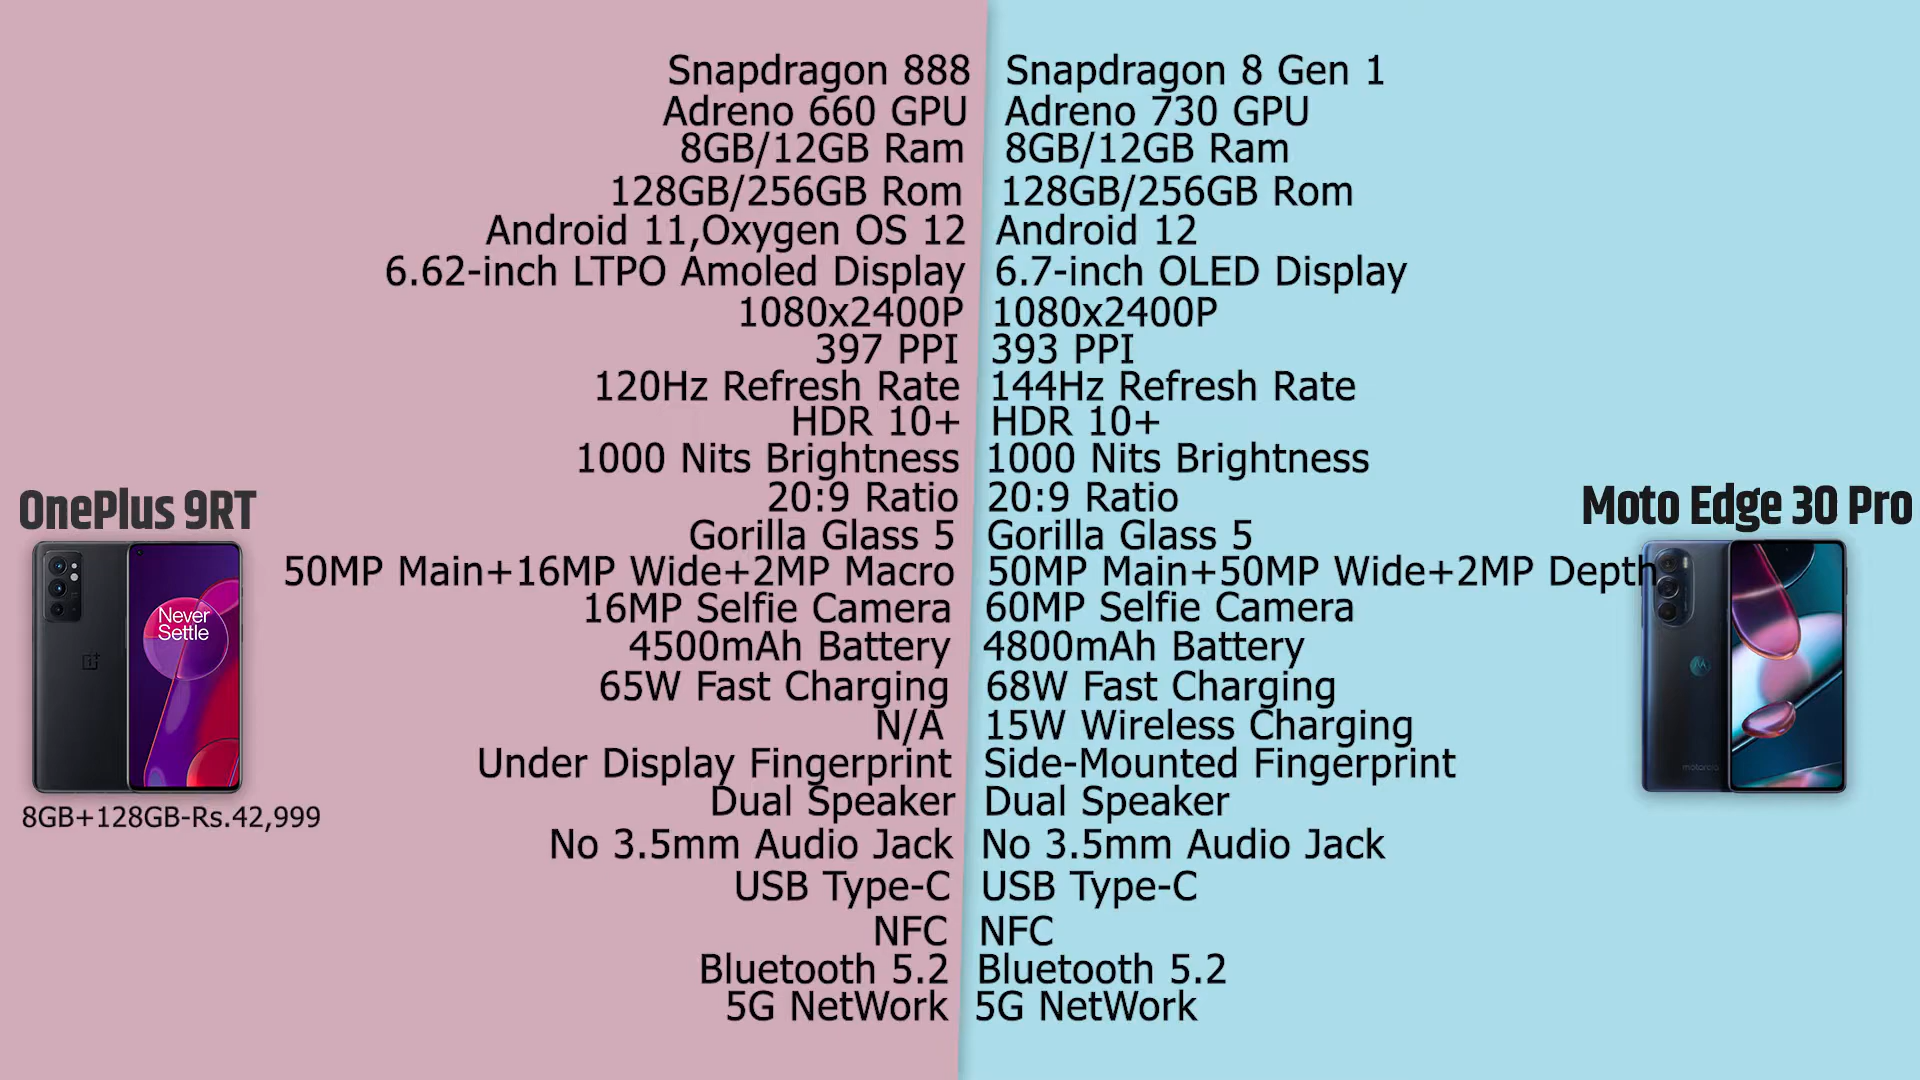 Snapdragon 888
Snapdragon 8 Gen 1
Adreno 660 GPU
Adreno 730 GPU
8GB/12GB Ram
8GB/12GB Ram
128GB/256GB Rom
128GB/256GB Rom
Android 11,Oxygen OS 12
Android 12
6.62-inch LTPO Amoled Display
6.7-inch OLED Display
1080x2400P
1080x2400P
397 PPI
393 PPI
120Hz Refresh Rate
144Hz Refresh Rate
HDR 10+
HDR 10+
1000 Nits Brightness
1000 Nits Brightness
20:9 Ratio
20:9 Ratio
OnePlus 9RT
Moto Edge 30 Pro
Gorilla Glass 5
Gorilla Glass 5
50MP Main+16MP Wide+2MP Macro
50MP Main+50MP Wide+2MP Depth
16MP Selfie Camera
60MP Selfie Camera
Never
Settle
4500mAh Battery
4800mAh Battery
65W Fast Charging
68W Fast Charging
N/A
15W Wireless Charging
Under Display Fingerprint
Side-Mounted Fingerprint
motorola
Dual Speaker
Dual Speaker
8GB+128GB-Rs.42,999
No 3.5mm Audio Jack
No 3.5mm Audio Jack
USB Type-C
USB Type-C
NFC
NFC
Bluetooth 5.2
Bluetooth 5.2
5G NetWork
5G NetWork